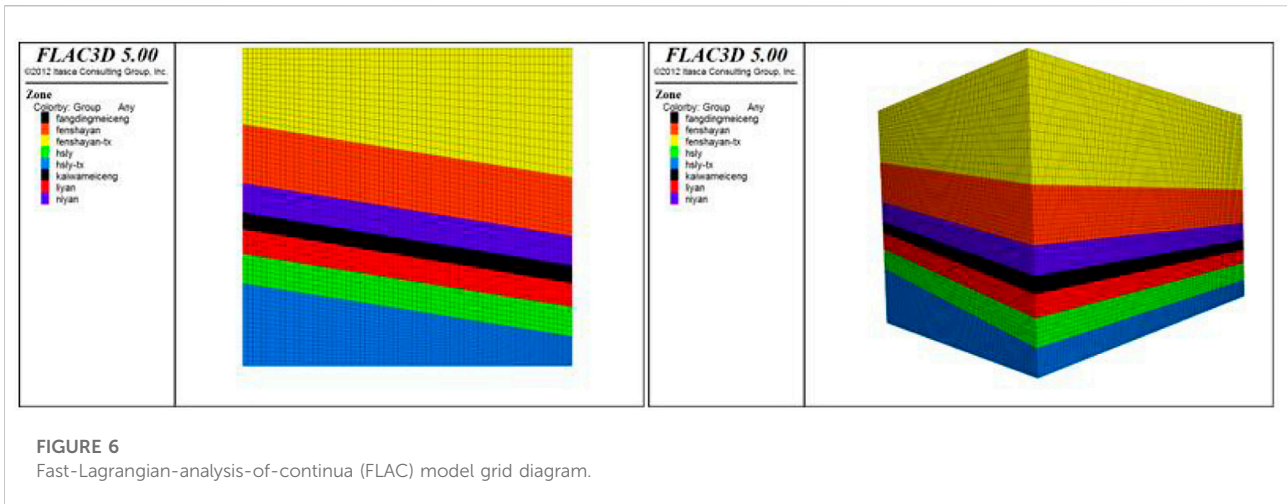 FLAC3D 5.00
©2012 Itasca Consulting Group, Inc.
Zone
Colorby: Group Any
fangdingmeiceng
fenshayan
fenshayan-tx
hsly
hsly-tx
kaiwameiceng
liyan
niyan
FLAC3D 5.00
©2012 Itasca Consulting Group, Inc.
Zone
Colorby: Group Any
fangdingmeiceng
fenshayan
fenshayan-tx
hsly
hsly-tx
kaiwameiceng
liyan
niyan
FIGURE 6
Fast-Lagrangian-analysis-of-continua (FLAC) model grid diagram.